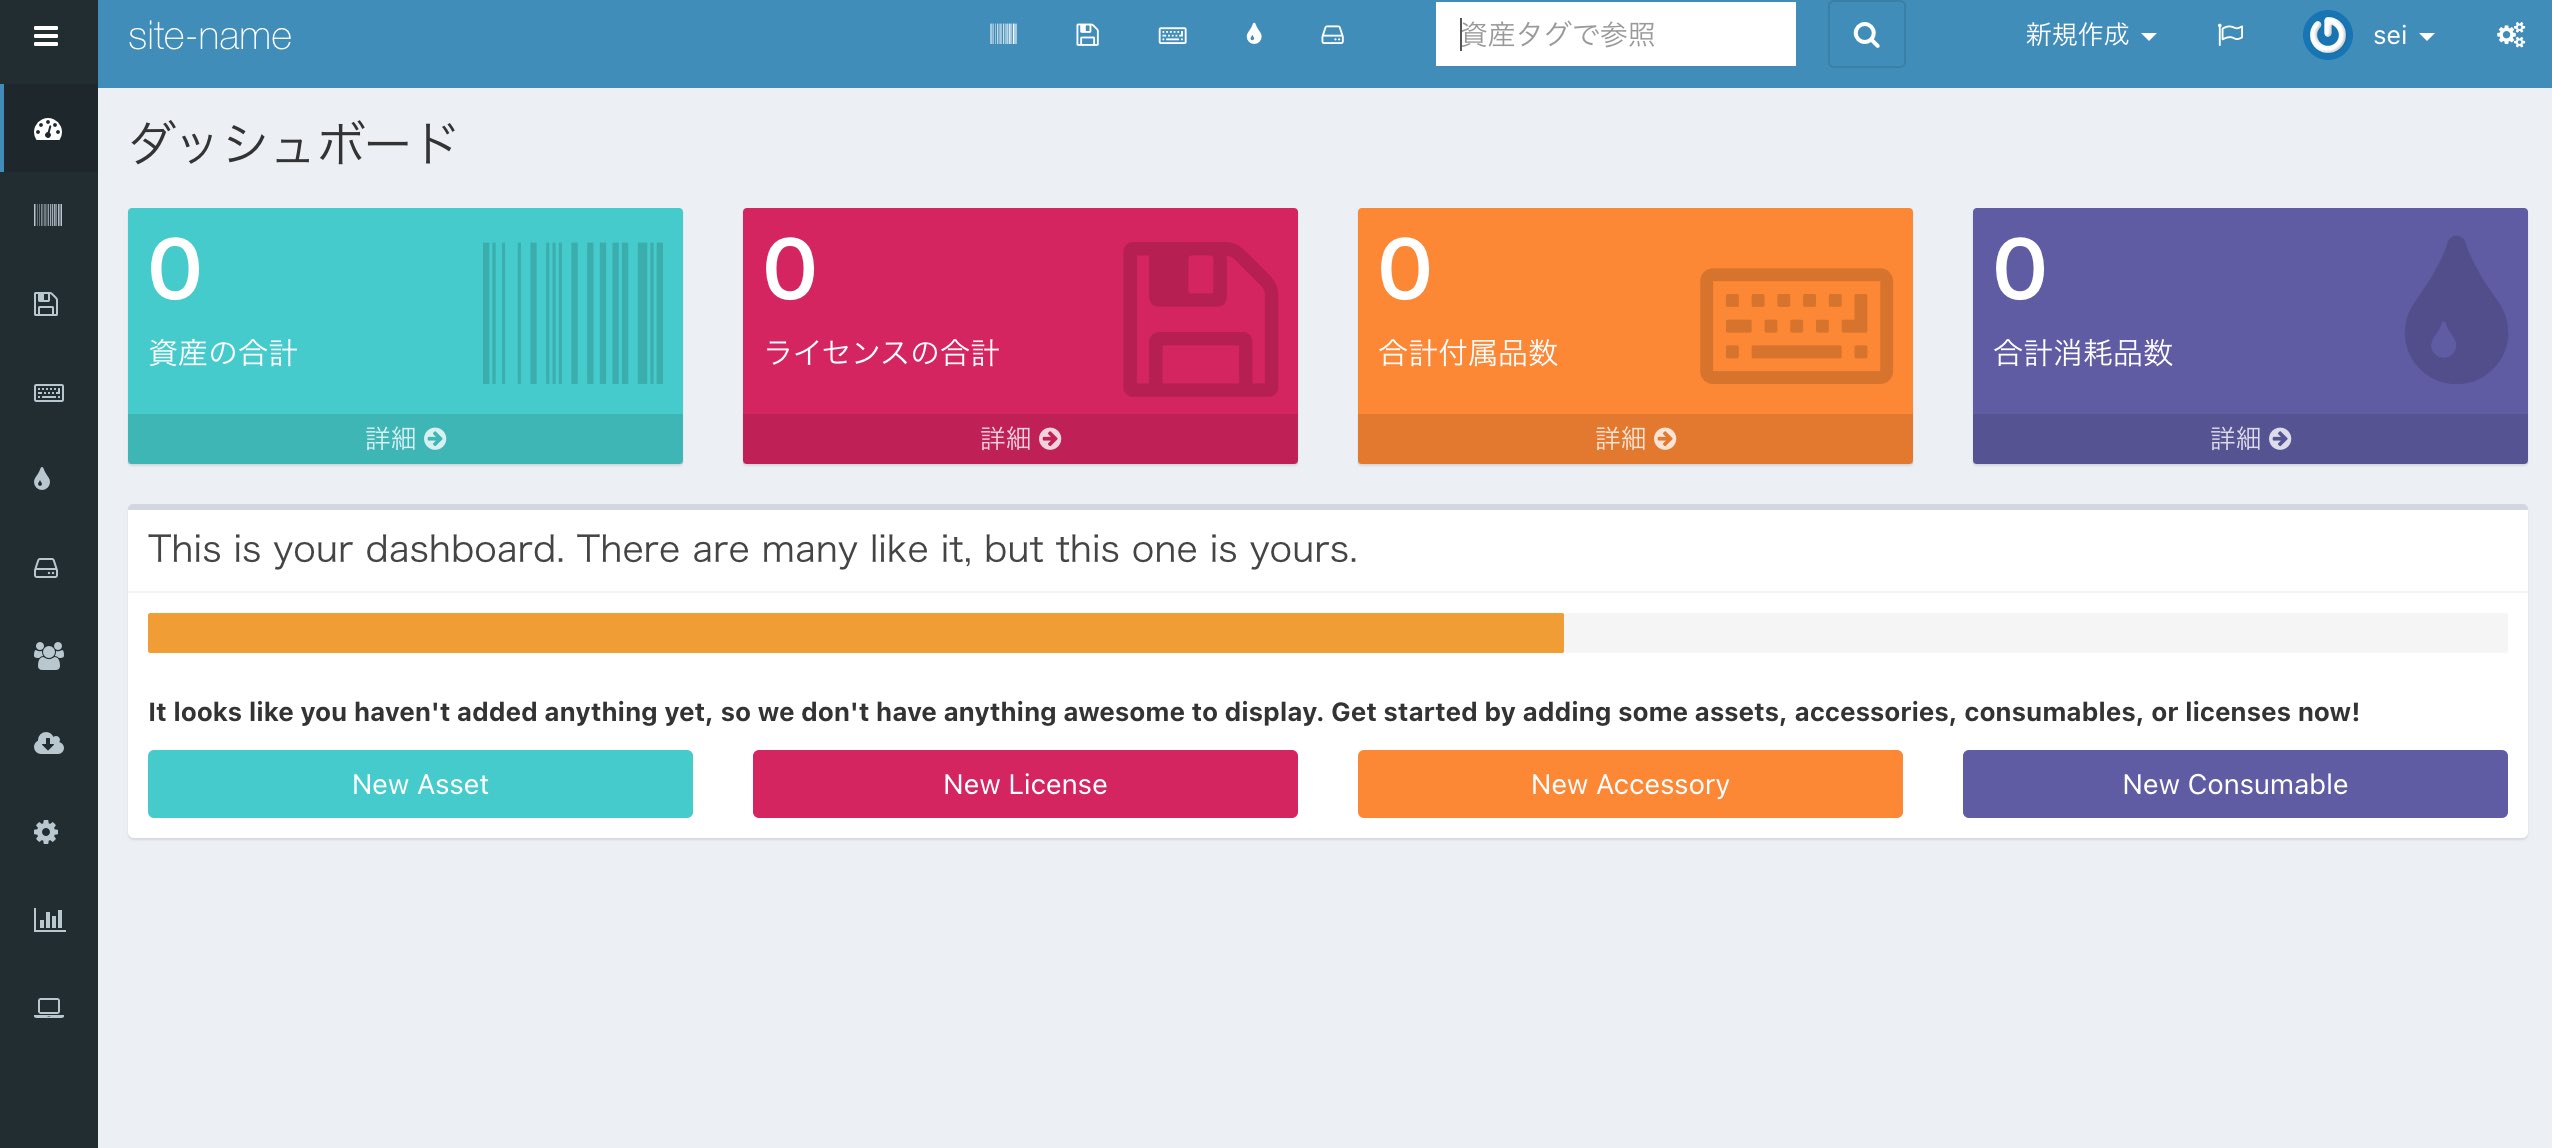 site-name
資産タグで参照
新規作成
sei
ダッシュボード
0
資産の合計
詳細
0
ライセンスの合計
詳細
0
合計付属品数
詳細
0
合計消耗品数
詳細
This is your dashboard. There are many like it, but this one is yours.
It looks like you haven't added anything yet, so we don't have anything awesome to display. Get started by adding some assets, accessories, consumables, or licenses now!
New Asset
New License
New Accessory
New Consumable